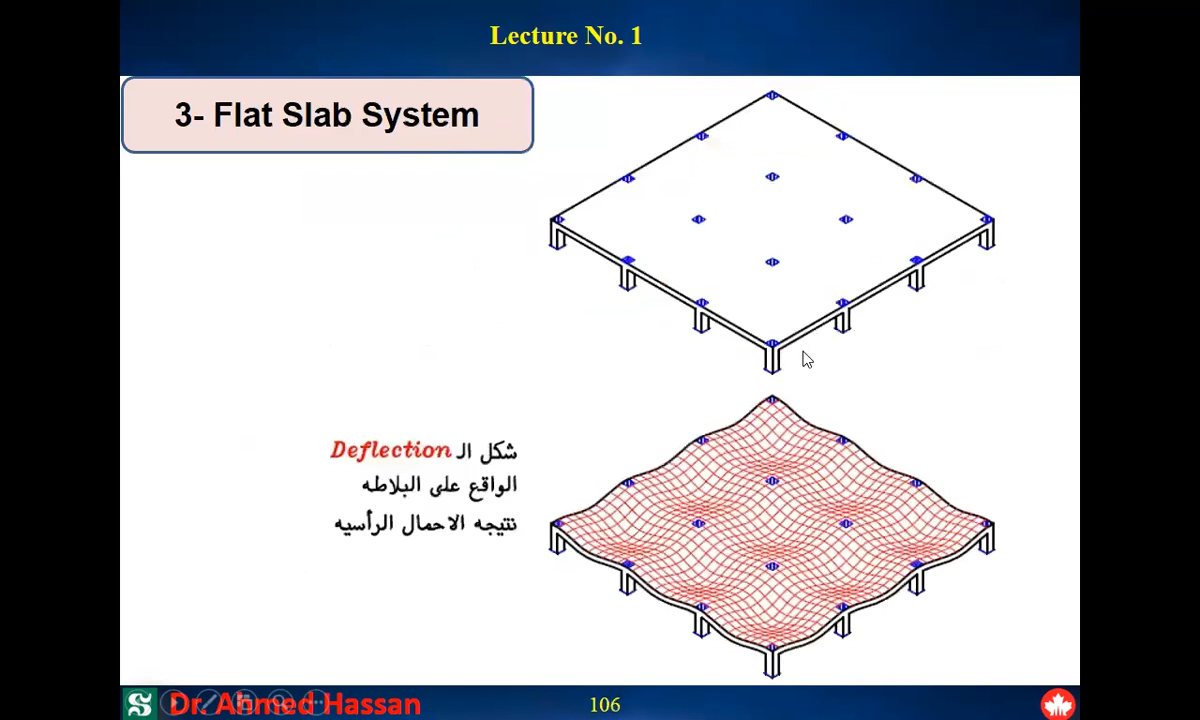 Lecture No. 1
3- Flat Slab System
شكل الـ Deflection
الواقع على البلاطه
نتيجه الاحمال الرأسيه
Dr. Ahmed Hassan
106